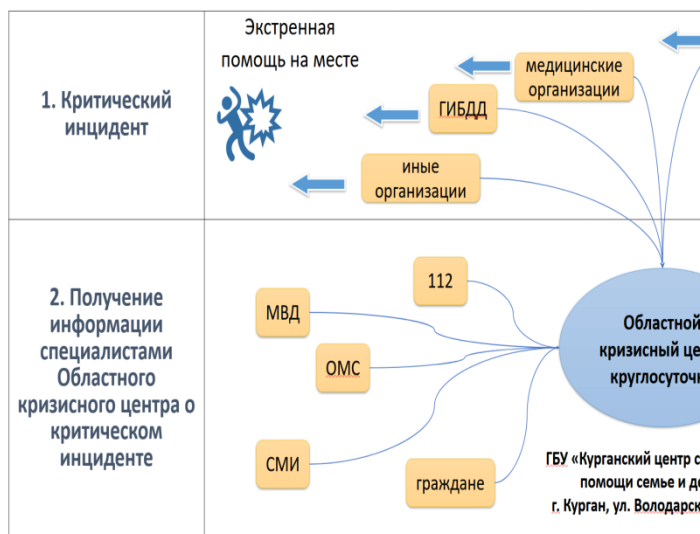 1. Критический
инцидент
Экстренная
помощь на месте
медицинские
организации
ГИБДД
иные
организации
2. Получение
информации
специалистами
Областного
кризисного центра о
критическом
инциденте
112
МВД
ОМС
СМИ
граждане
Областной
кризисный це
круглосуточ
ГБУ «Курганский центр с
помощи семье и де
г. Курган, ул. Володарск